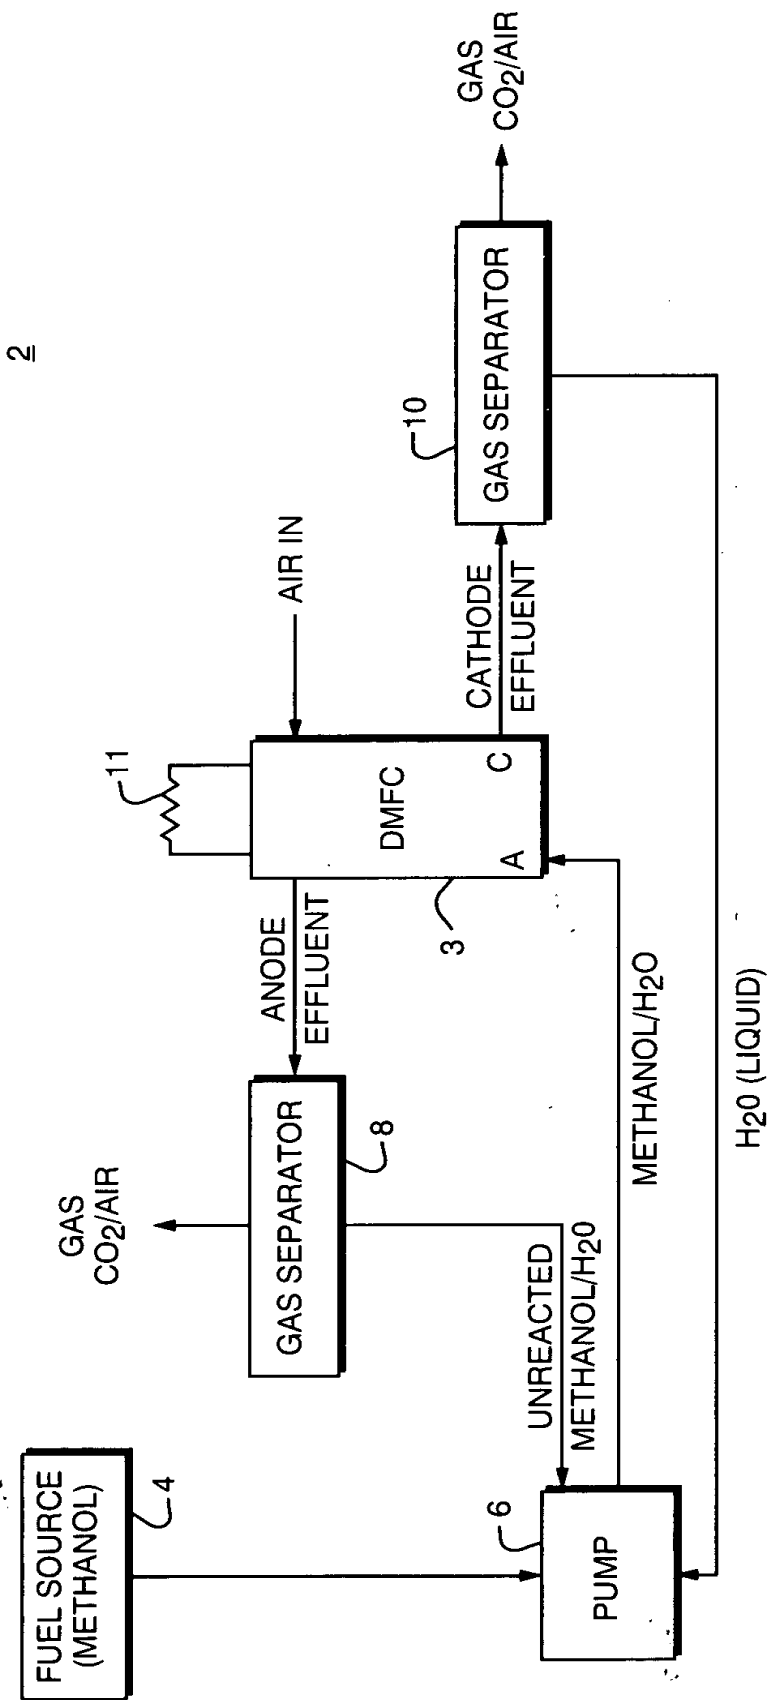 2
FUEL SOURCE
(METHANOL)
4
GAS
CO2/AIR
GAS SEPARATOR
8
ANODE
EFFLUENT
11
DMFC
A
C
3
AIR IN
CATHODE
EFFLUENT
10
GAS SEPARATOR
GAS
CO2/AIR
6
PUMP
UNREACTED
METHANOL/H20
METHANOL/H2O
H20 (LIQUID)